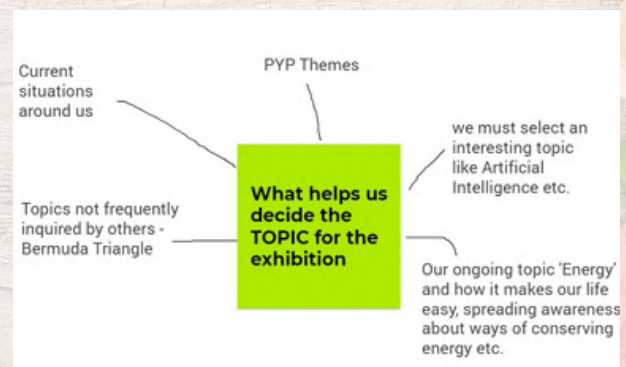 PYP Themes
Current
situations
around us
we must select an
interesting topic
like Artificial
Intelligence etc.
What helps us
decide the
TOPIC for the
exhibition
Topics not frequently
inquired by others -
Bermuda Triangle
Our ongoing topic 'Energy'
and how it makes our life
easy, spreading awareness
about ways of conserving
energy etc.